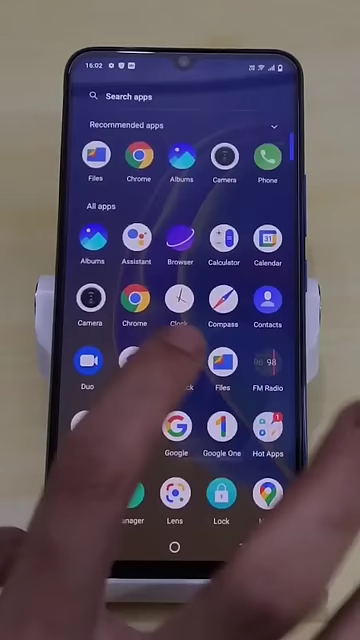 16:02
Search apps
Recommended apps
Files Chrome Albums Camera Phone
All apps
Albums Assistant Browser Calculator Calendar
Camera Chrome Clock Compass Contacts
Duo Files FM Radio
98
Google Google One Hot Apps
Lens Lock